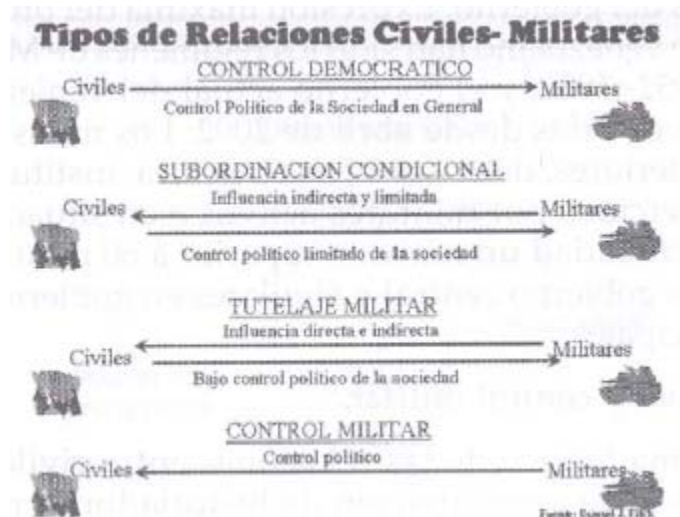 Tipos de Relaciones Civiles- Militares
CONTROL DEMOCRATICO
Civiles
Militares
Control Político de la Sociedad en General
SUBORDINACION CONDICIONAL
Influencia indirecta y limitada
Civiles
Militares
Control político limitado de la sociedad
TUTELAJE MILITAR
Influencia directa e indirecta
Civiles
Militares
Bajo control político de la sociedad
CONTROL MILITAR
Control político
Civiles
Militares
Fuente: